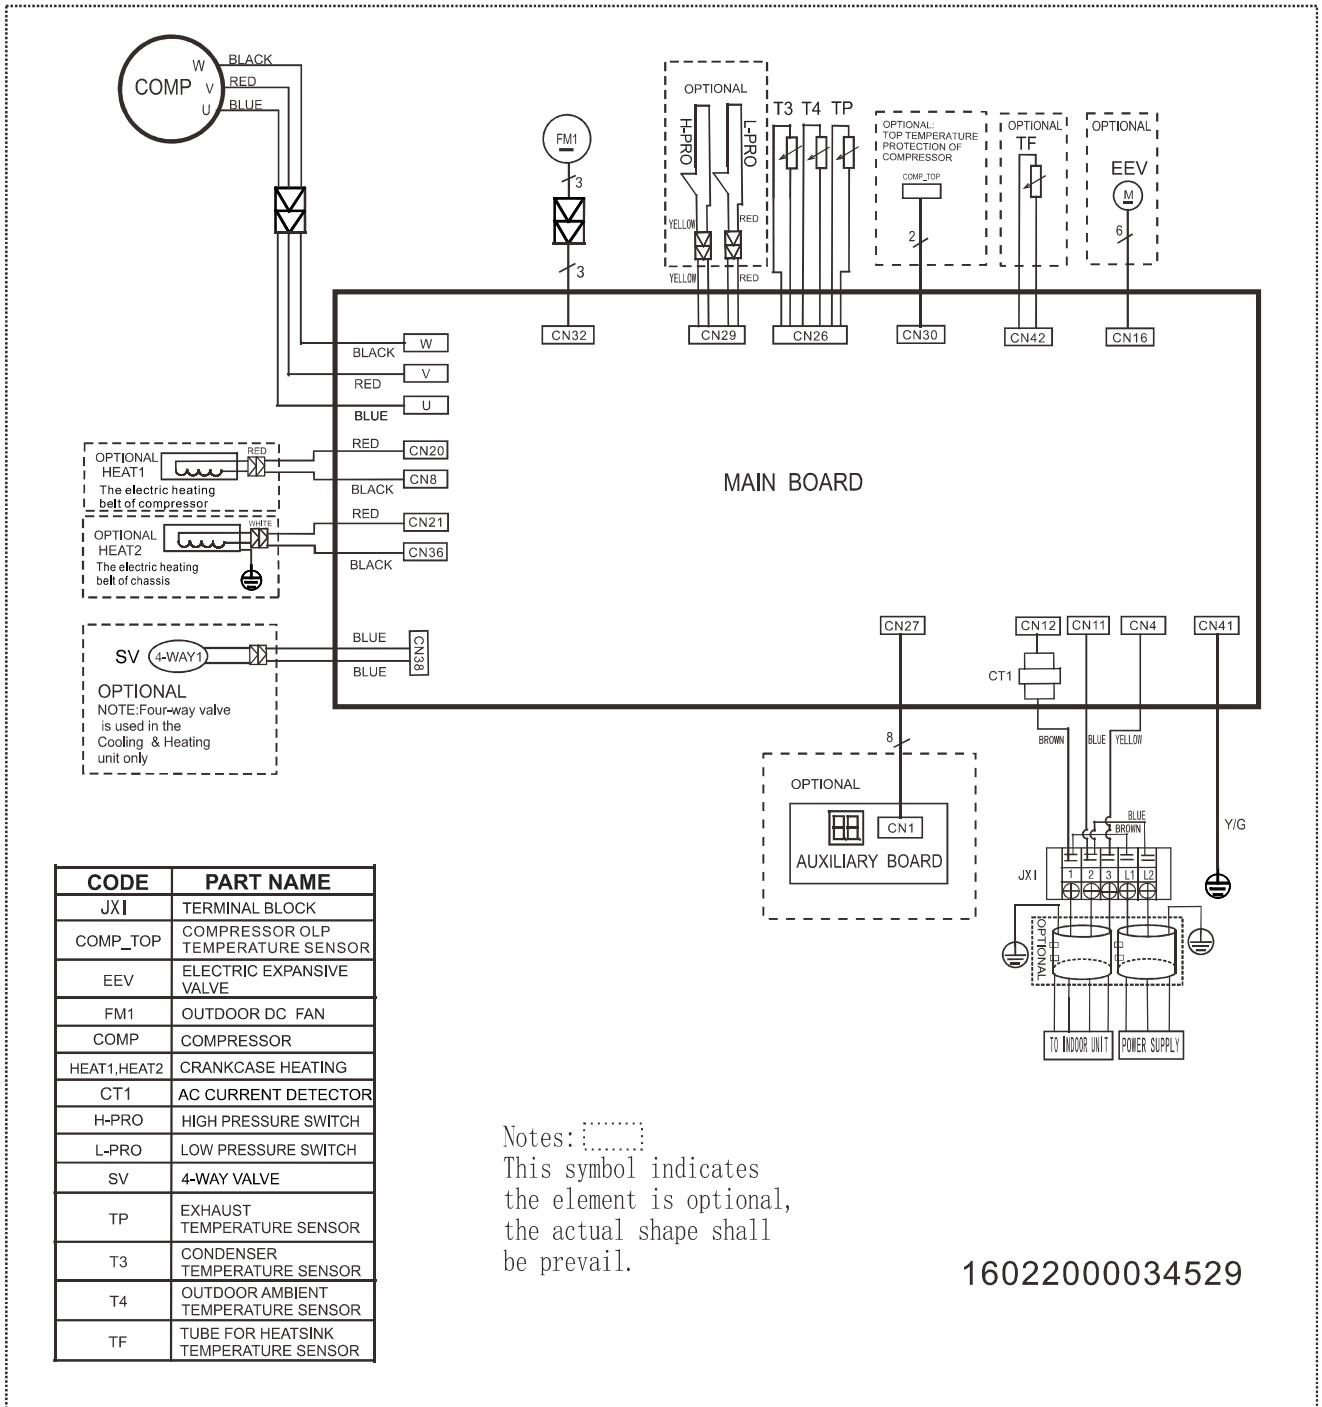 COMP
W
V
U
BLACK
RED
BLUE
FM1
3
3
OPTIONAL
H-PRO
L-PRO
YELLOW
RED
YELLOW
RED
T3 T4 TP
OPTIONAL:
TOP TEMPERATURE
PROTECTION OF
COMPRESSOR
COMP_TOP
2
OPTIONAL
TF
OPTIONAL
EEV
M
6
CN32
CN29
CN26
CN30
CN42
CN16
BLACK
W
RED
V
BLUE
U
OPTIONAL
HEAT1
RED
The electric heating
belt of compressor
RED
CN20
BLACK
CN8
OPTIONAL
HEAT2
WHITE
The electric heating
belt of chassis
RED
CN21
BLACK
CN36
MAIN BOARD
SV
4-WAY1
OPTIONAL
NOTE:Four-way valve
is used in the
Cooling & Heating
unit only
BLUE
BLUE
CN38
CN27
CN12
CN11
CN4
CN41
CT1
8
BROWN
BLUE
YELLOW
OPTIONAL
CN1
AUXILIARY BOARD
BLUE
BROWN
Y/G
JXI
1
2
3
L1
L2
OPTIONAL
TO INDOOR UNIT
POWER SUPPLY
CODE PART NAME
JXI TERMINAL BLOCK
COMP_TOP COMPRESSOR OLP
TEMPERATURE SENSOR
EEV ELECTRIC EXPANSIVE
VALVE
FM1 OUTDOOR DC FAN
COMP COMPRESSOR
HEAT1,HEAT2 CRANKCASE HEATING
CT1 AC CURRENT DETECTOR
H-PRO HIGH PRESSURE SWITCH
L-PRO LOW PRESSURE SWITCH
SV 4-WAY VALVE
TP EXHAUST
TEMPERATURE SENSOR
T3 CONDENSER
TEMPERATURE SENSOR
T4 OUTDOOR AMBIENT
TEMPERATURE SENSOR
TF TUBE FOR HEATSINK
TEMPERATURE SENSOR
Notes:
This symbol indicates
the element is optional,
the actual shape shall
be prevail.
16022000034529